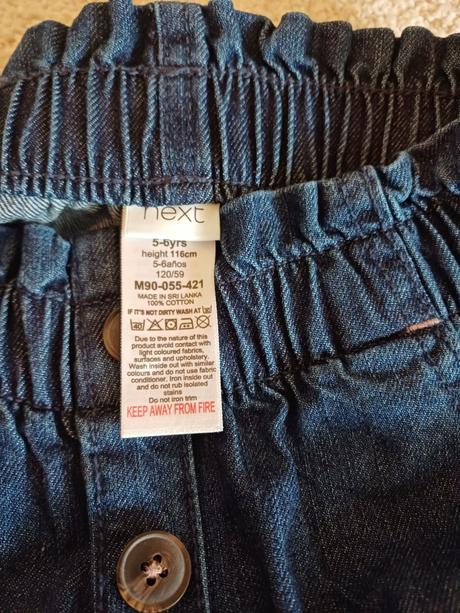 next
5-6yrs
height 116cm
5-6años
120/59
M90-055-421
MADE IN SRI LANKA
100% COTTON
IF IT'S NOT DIRTY WASH AT 30
40
Due to the nature of this
product avoid contact with
light coloured fabrics,
surfaces and upholstery.
Wash inside out with similar
colours and do not use fabric
conditioner. Iron inside out
and do not rub isolated
stains
Do not iron trim
KEEP AWAY FROM FIRE